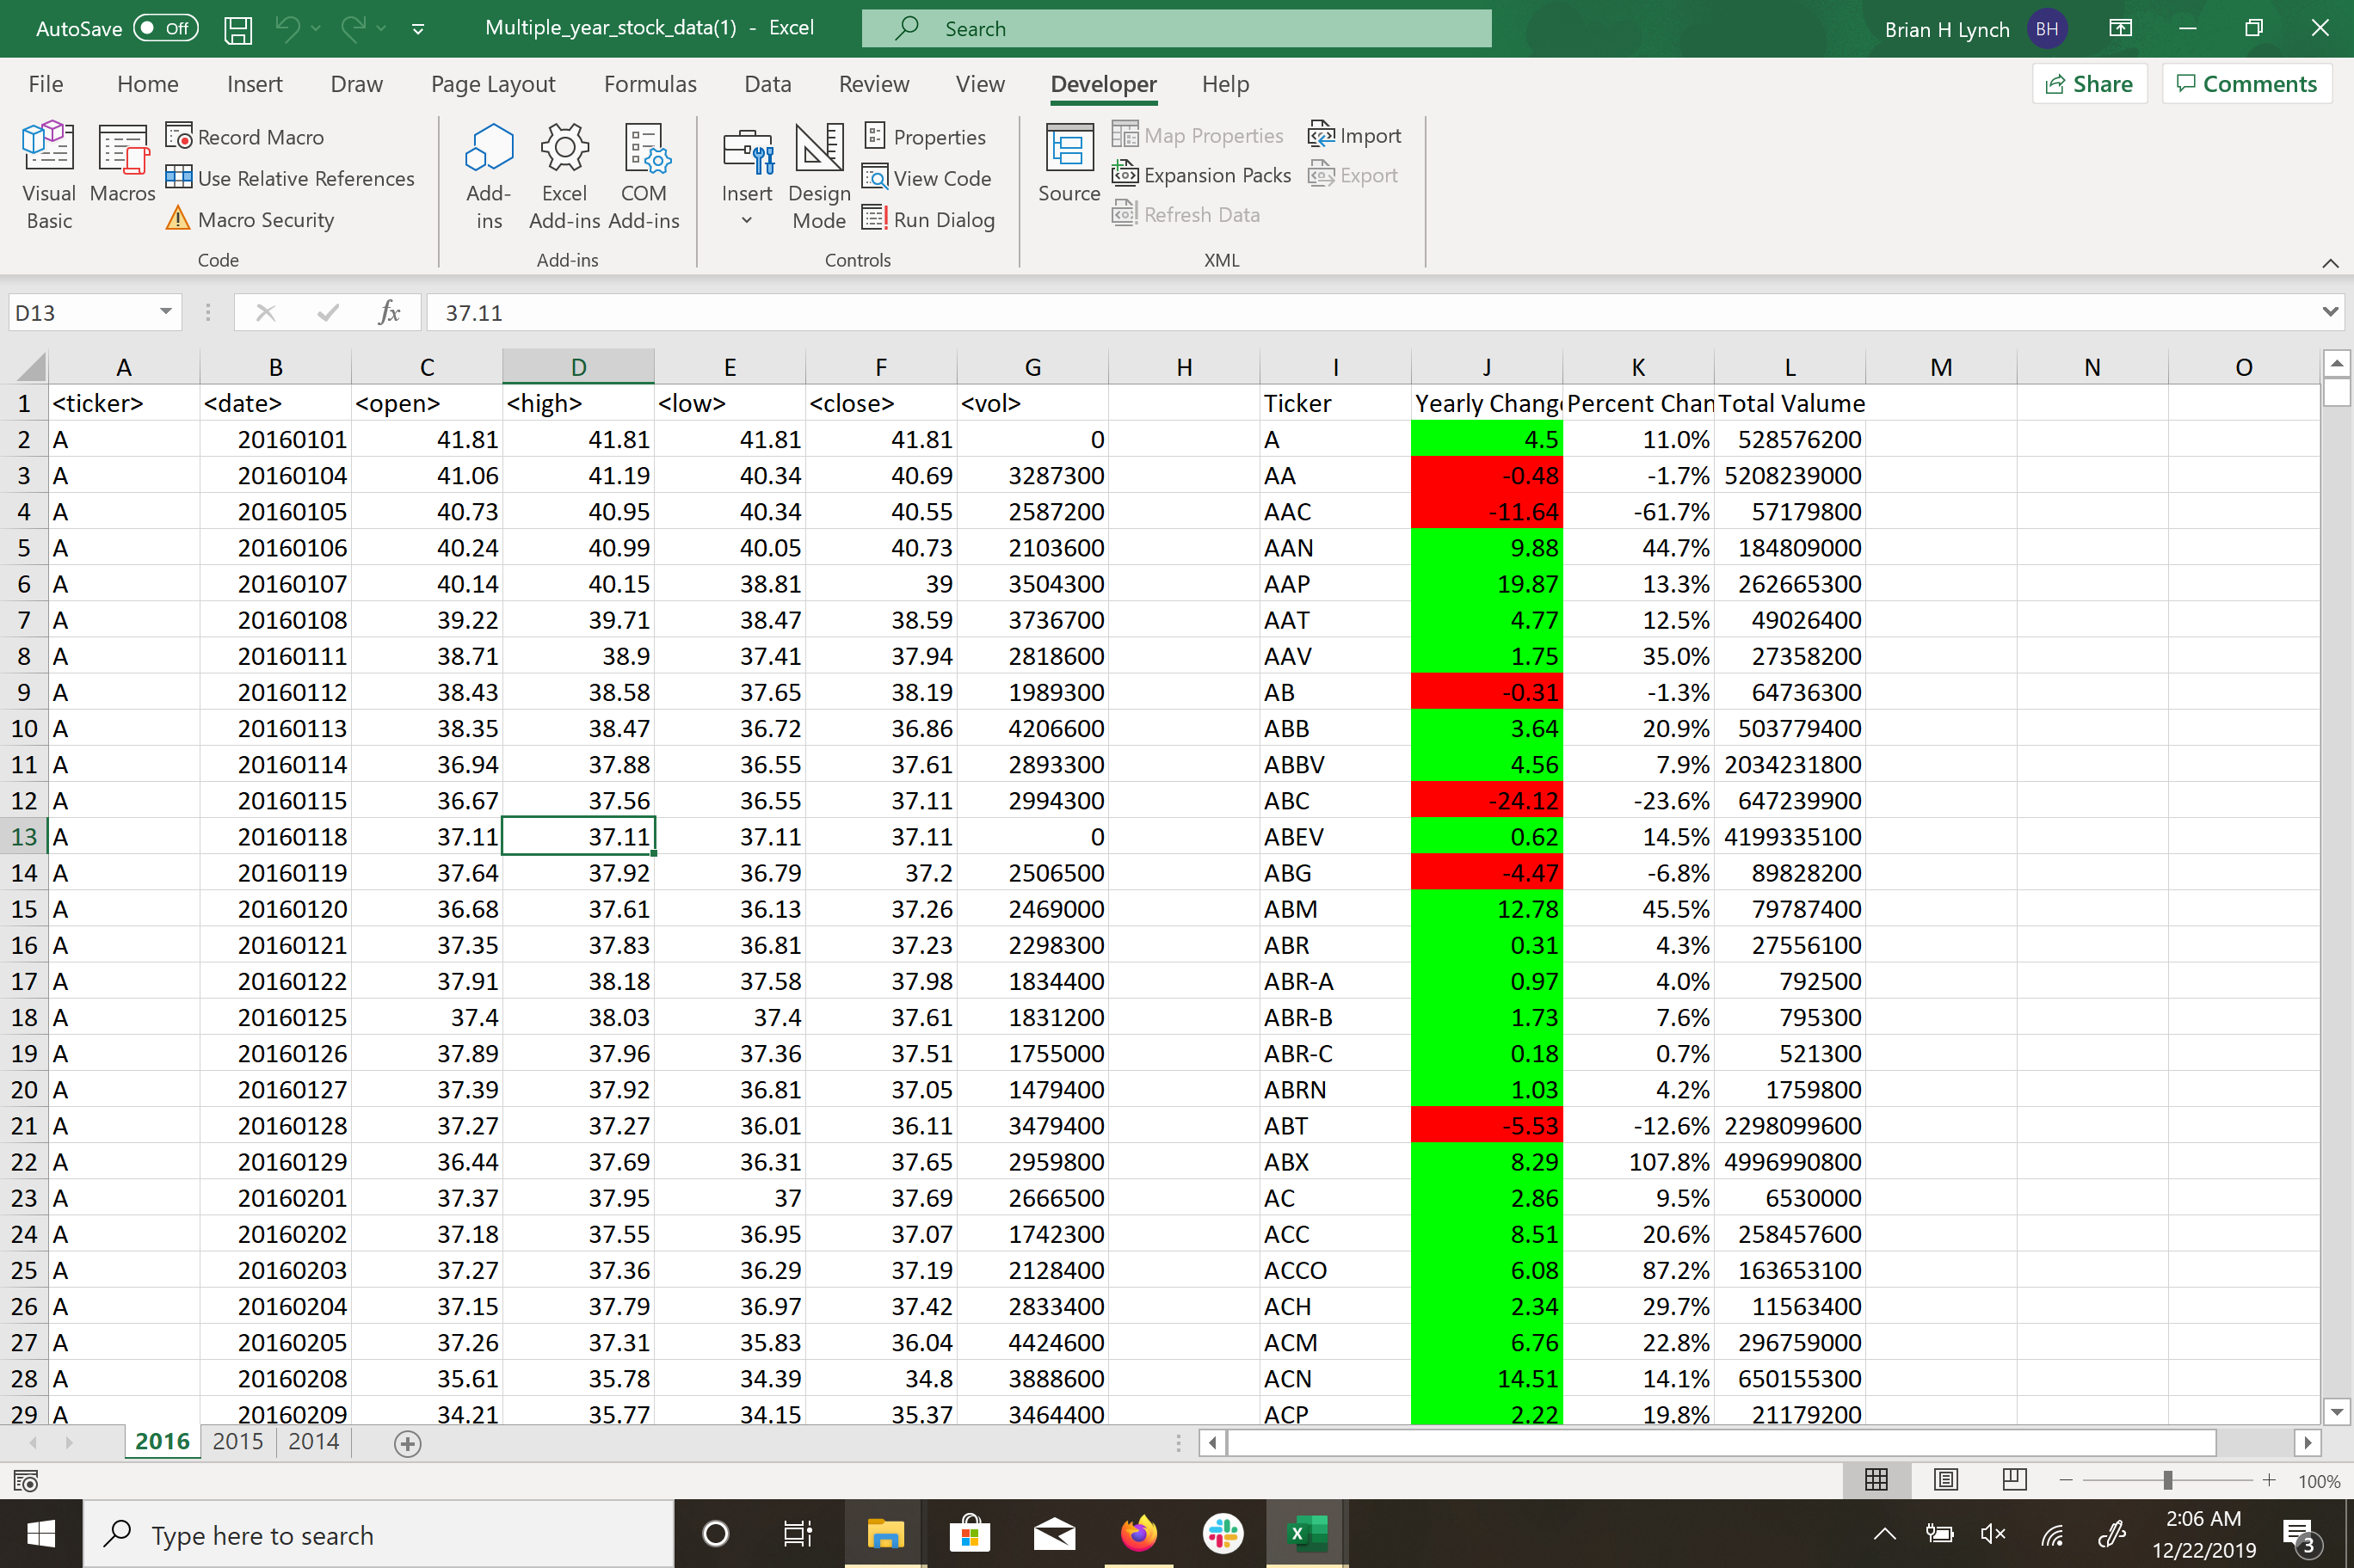 AutoSave Off Multiple_year_stock_data(1) - Excel Search Brian H Lynch BH
File Home Insert Draw Page Layout Formulas Data Review View Developer Help Share Comments
Visual Basic
Macros
Record Macro
Use Relative References
Macro Security
Code
Add-ins
Excel Add-ins
COM Add-ins
Add-ins
Insert
Design Mode
Properties
View Code
Run Dialog
Controls
Source
Map Properties
Expansion Packs
Refresh Data
Import
Export
XML
D13 fx 37.11
A B C D E F G H I J K L M N O
1 <ticker> <date> <open> <high> <low> <close> <vol> Ticker Yearly Chang Percent Chan Total Valume
2 A 20160101 41.81 41.81 41.81 41.81 0 A 4.5 11.0% 528576200
3 A 20160104 41.06 41.19 40.34 40.69 3287300 AA -0.48 -1.7% 5208239000
4 A 20160105 40.73 40.95 40.34 40.55 2587200 AAC -11.64 -61.7% 57179800
5 A 20160106 40.24 40.99 40.05 40.73 2103600 AAN 9.88 44.7% 184809000
6 A 20160107 40.14 40.15 38.81 39 3504300 AAP 19.87 13.3% 262665300
7 A 20160108 39.22 39.71 38.47 38.59 3736700 AAT 4.77 12.5% 49026400
8 A 20160111 38.71 38.9 37.41 37.94 2818600 AAV 1.75 35.0% 27358200
9 A 20160112 38.43 38.58 37.65 38.19 1989300 AB -0.31 -1.3% 64736300
10 A 20160113 38.35 38.47 36.72 36.86 4206600 ABB 3.64 20.9% 503779400
11 A 20160114 36.94 37.88 36.55 37.61 2893300 ABBV 4.56 7.9% 2034231800
12 A 20160115 36.67 37.56 36.55 37.11 2994300 ABC -24.12 -23.6% 647239900
13 A 20160118 37.11 37.11 37.11 37.11 0 ABEV 0.62 14.5% 4199335100
14 A 20160119 37.64 37.92 36.79 37.2 2506500 ABG -4.47 -6.8% 89828200
15 A 20160120 36.68 37.61 36.13 37.26 2469000 ABM 12.78 45.5% 79787400
16 A 20160121 37.35 37.83 36.81 37.23 2298300 ABR 0.31 4.3% 27556100
17 A 20160122 37.91 38.18 37.58 37.98 1834400 ABR-A 0.97 4.0% 792500
18 A 20160125 37.4 38.03 37.4 37.61 1831200 ABR-B 1.73 7.6% 795300
19 A 20160126 37.89 37.96 37.36 37.51 1755000 ABR-C 0.18 0.7% 521300
20 A 20160127 37.39 37.92 36.81 37.05 1479400 ABRN 1.03 4.2% 1759800
21 A 20160128 37.27 37.27 36.01 36.11 3479400 ABT -5.53 -12.6% 2298099600
22 A 20160129 36.44 37.69 36.31 37.65 2959800 ABX 8.29 107.8% 4996990800
23 A 20160201 37.37 37.95 37 37.69 2666500 AC 2.86 9.5% 6530000
24 A 20160202 37.18 37.55 36.95 37.07 1742300 ACC 8.51 20.6% 258457600
25 A 20160203 37.27 37.36 36.29 37.19 2128400 ACCO 6.08 87.2% 163653100
26 A 20160204 37.15 37.79 36.97 37.42 2833400 ACH 2.34 29.7% 11563400
27 A 20160205 37.26 37.31 35.83 36.04 4424600 ACM 6.76 22.8% 296759000
28 A 20160208 35.61 35.78 34.39 34.8 3888600 ACN 14.51 14.1% 650155300
29 A 20160209 34.21 35.77 34.15 35.37 3464400 ACP 2.22 19.8% 21179200
2016 2015 2014
100%
Type here to search
2:06 AM
12/22/2019
3